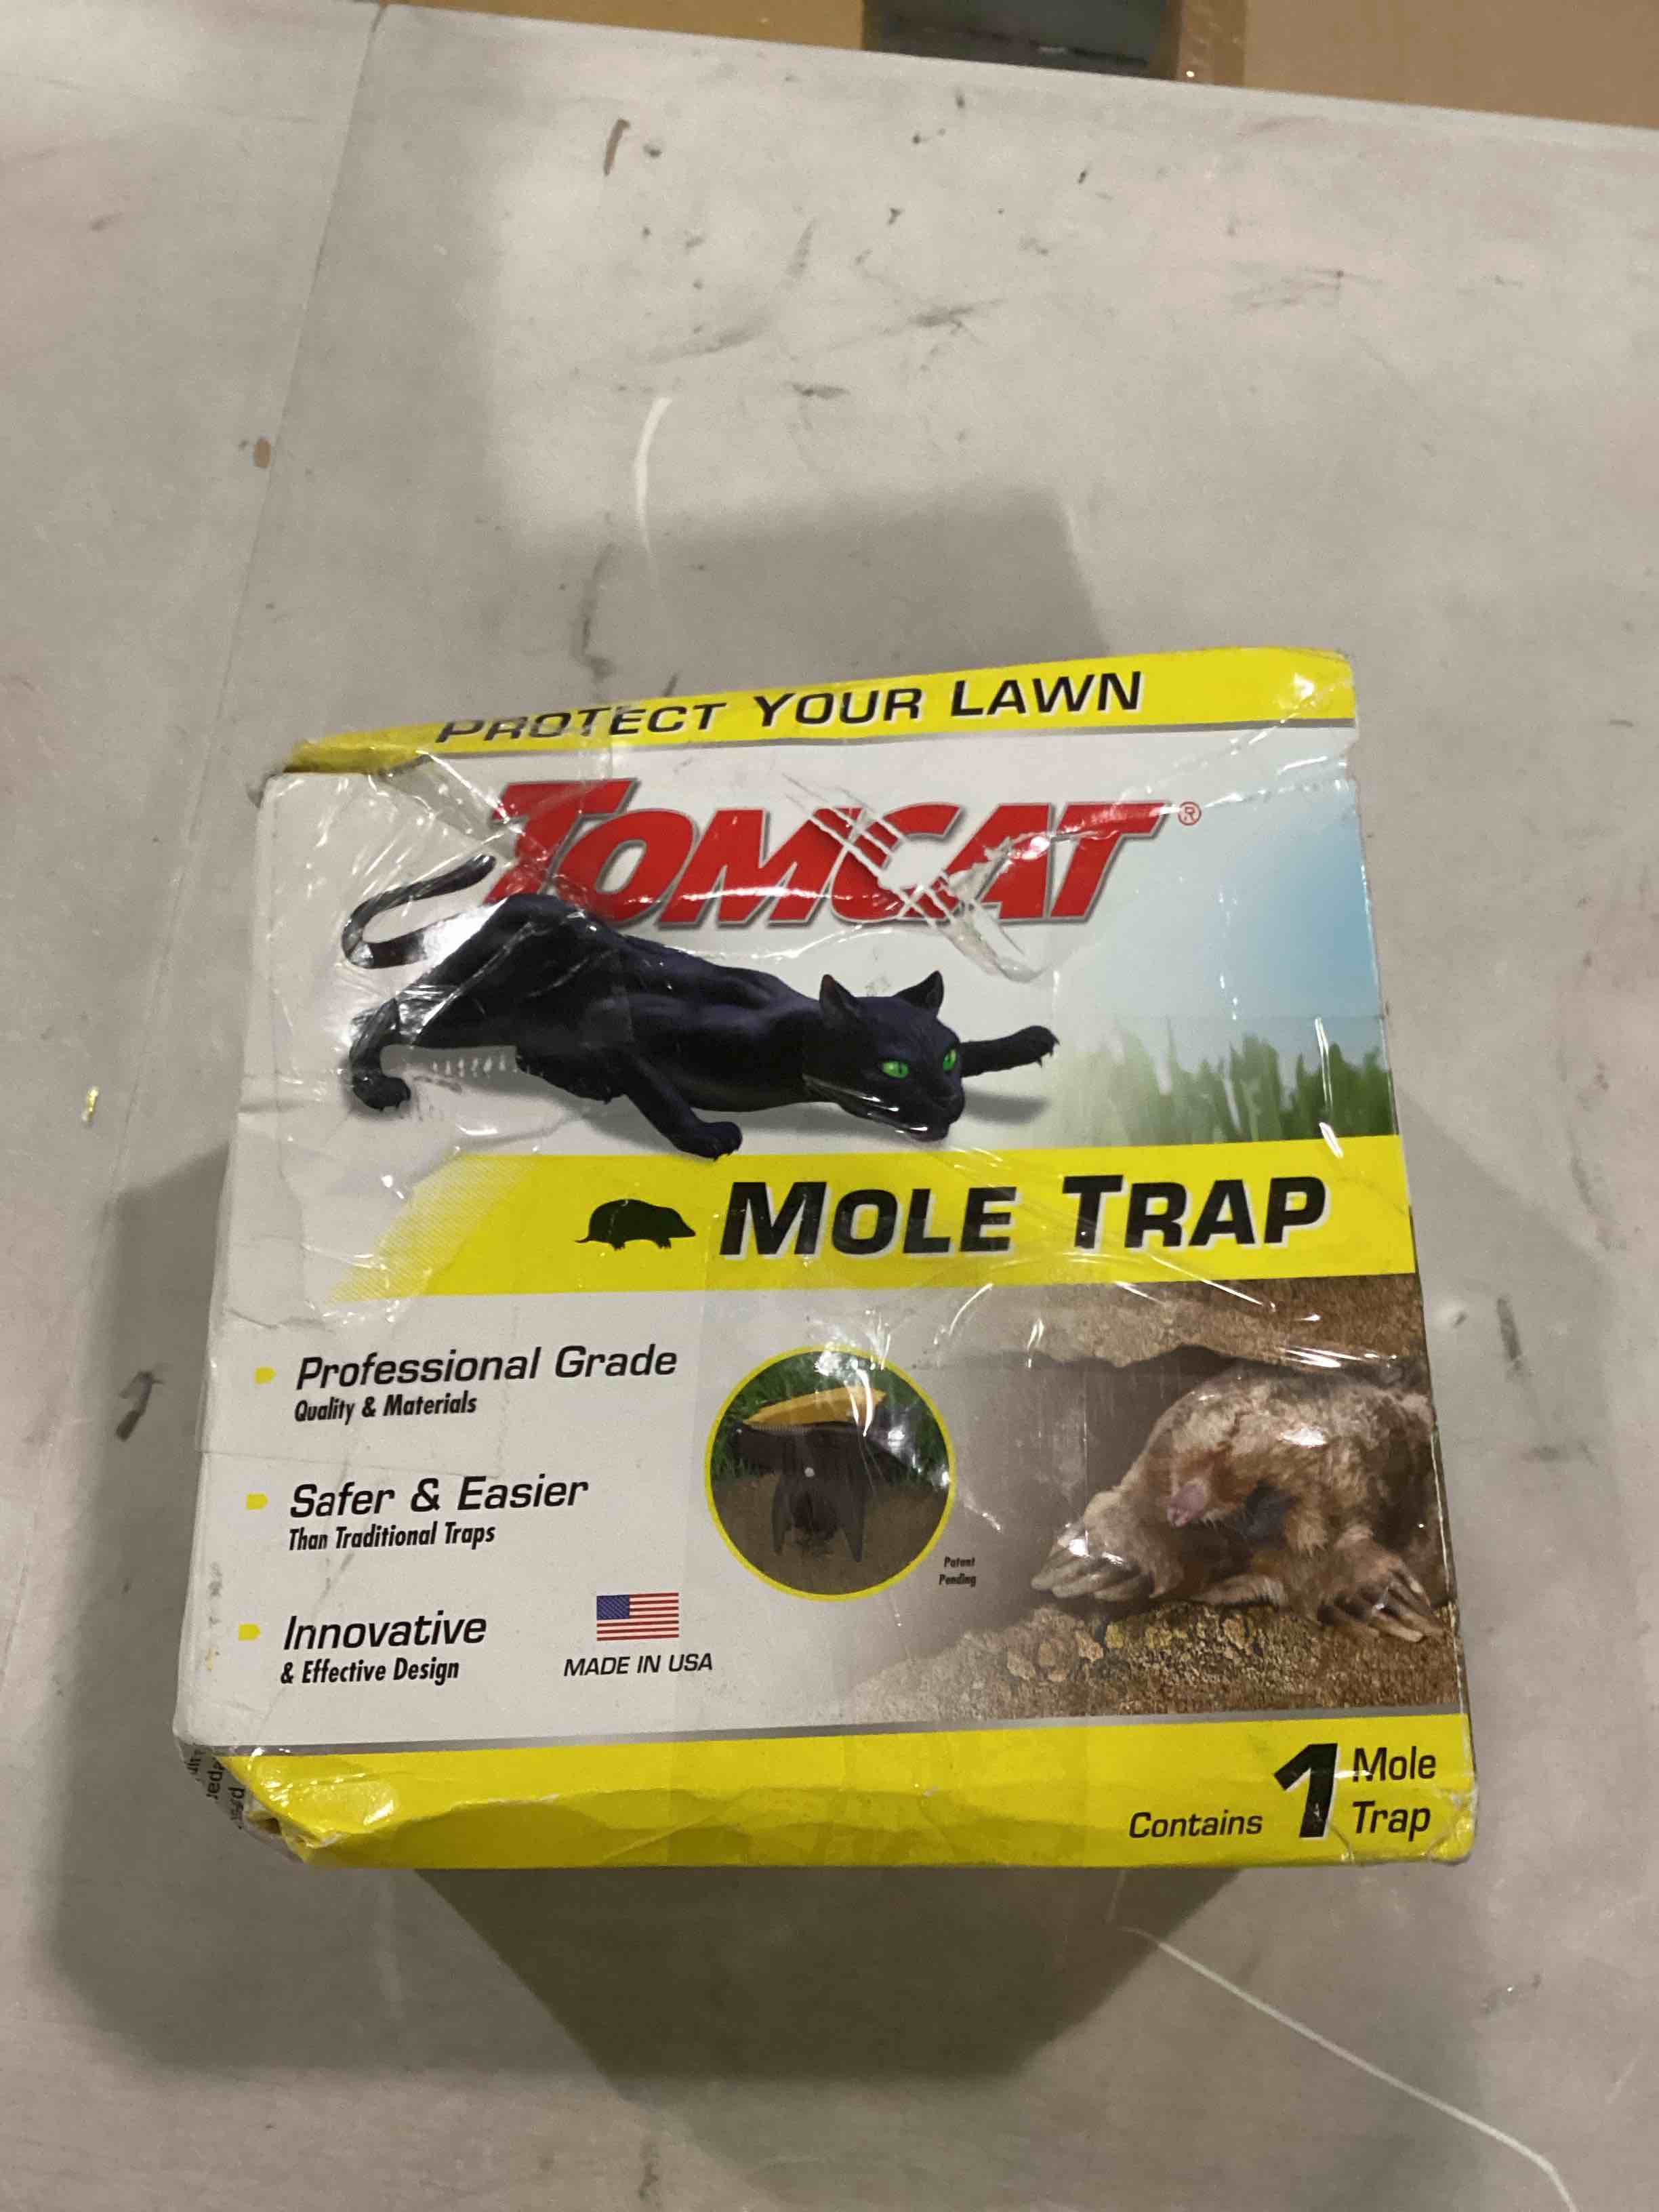 PROTECT YOUR LAWN
TOMCAT®
MOLE TRAP
Professional Grade
Quality & Materials
Safer & Easier
Than Traditional Traps
Patent
Pending
Innovative
& Effective Design
MADE IN USA
Contains 1 Mole
Trap